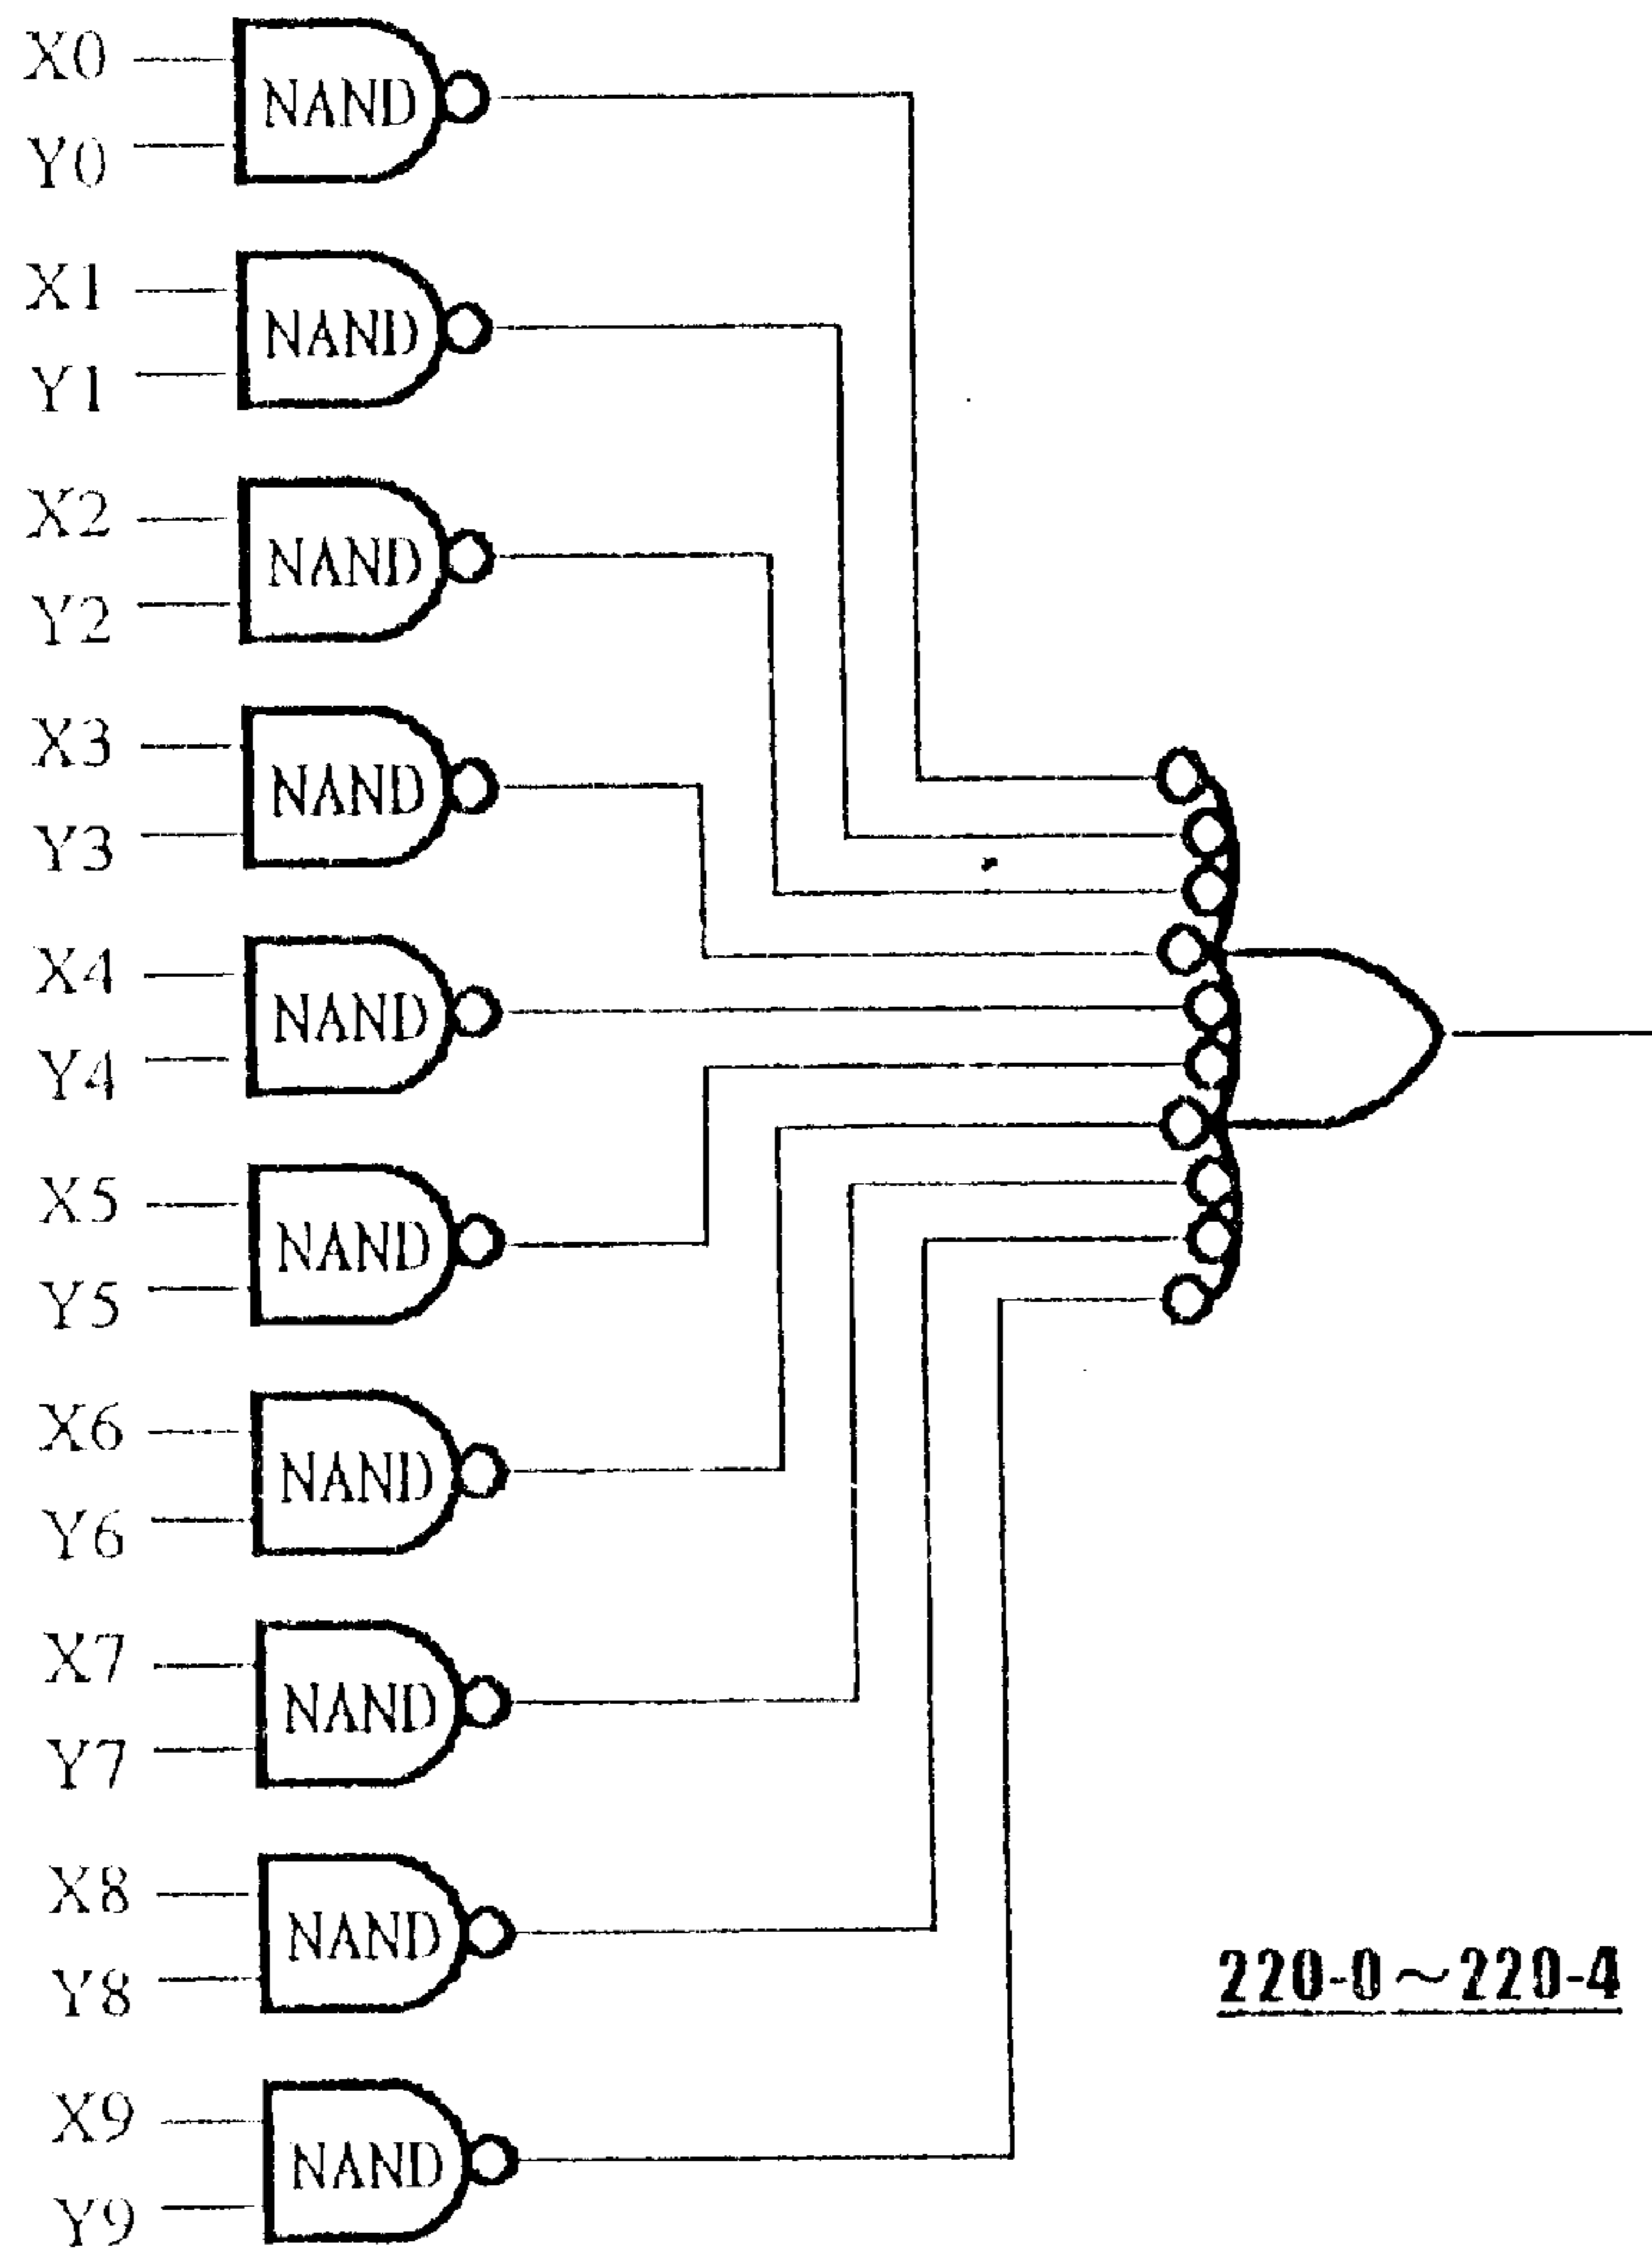 X0
NAND
Y0
X1
NAND
Y1
X2
NAND
Y2
X3
NAND
Y3
X4
NAND
Y4
X5
NAND
Y5
X6
NAND
Y6
X7
NAND
Y7
X8
NAND
Y8
220-0～220-4
X9
NAND
Y9